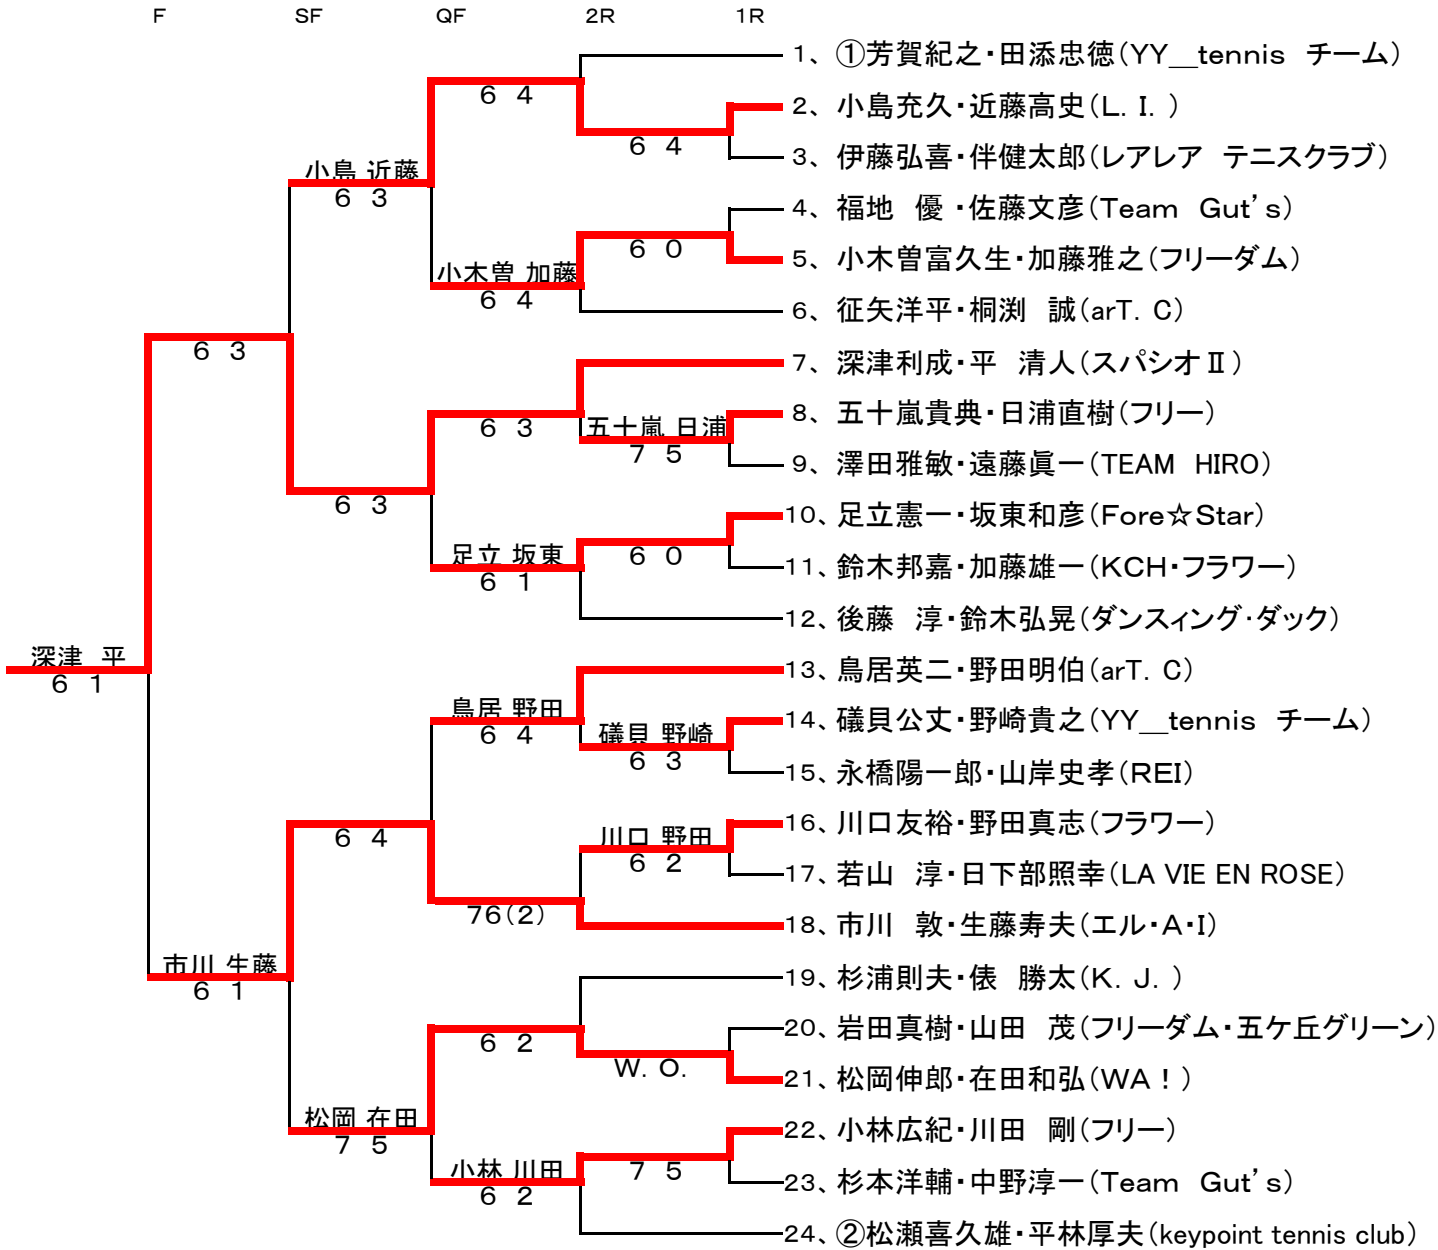 F SF QF 2R 1R
1、 ①芳賀紀之・田添忠徳(YY__tennis チーム)
6 4
2、 小島充久・近藤高史(L. I. )
6 4
3、 伊藤弘喜・伴健太郎(レアレア テニスクラブ)
小島 近藤
6 3
4、 福地 優 ・佐藤文彦(Team Gut's)
6 0
5、 小木曽富久生・加藤雅之(フリーダム)
小木曽 加藤
6 4
6、 征矢洋平・桐渕 誠(arT. C)
6 3
7、 深津利成・平 清人(スパシオⅡ)
8、 五十嵐貴典・日浦直樹(フリー)
6 3
五十嵐 日浦
7 5
9、 澤田雅敏・遠藤眞一(TEAM HIRO)
6 3
10、 足立憲一・坂東和彦(Fore☆Star)
6 0
足立 坂東
6 1
11、 鈴木邦嘉・加藤雄一(KCH・フラワー)
12、 後藤 淳・鈴木弘晃(ダンスィング・ダック)
深津 平
6 1
13、 鳥居英二・野田明伯(arT. C)
鳥居 野田
6 4
14、 礒貝公丈・野崎貴之(YY__tennis チーム)
礒貝 野崎
6 3
15、 永橋陽一郎・山岸史孝(REI)
16、 川口友裕・野田真志(フラワー)
6 4
川口 野田
6 2
17、 若山 淳・日下部照幸(LA VIE EN ROSE)
76(2)
18、 市川 敦・生藤寿夫(エル・A・I)
市川 生藤
6 1
19、 杉浦則夫・俵 勝太(K. J. )
20、 岩田真樹・山田 茂(フリーダム・五ケ丘グリーン)
6 2
W. O.
21、 松岡伸郎・在田和弘(WA！)
松岡 在田
7 5
22、 小林広紀・川田 剛(フリー)
7 5
小林 川田
6 2
23、 杉本洋輔・中野淳一(Team Gut's)
24、 ②松瀬喜久雄・平林厚夫(keypoint tennis club)